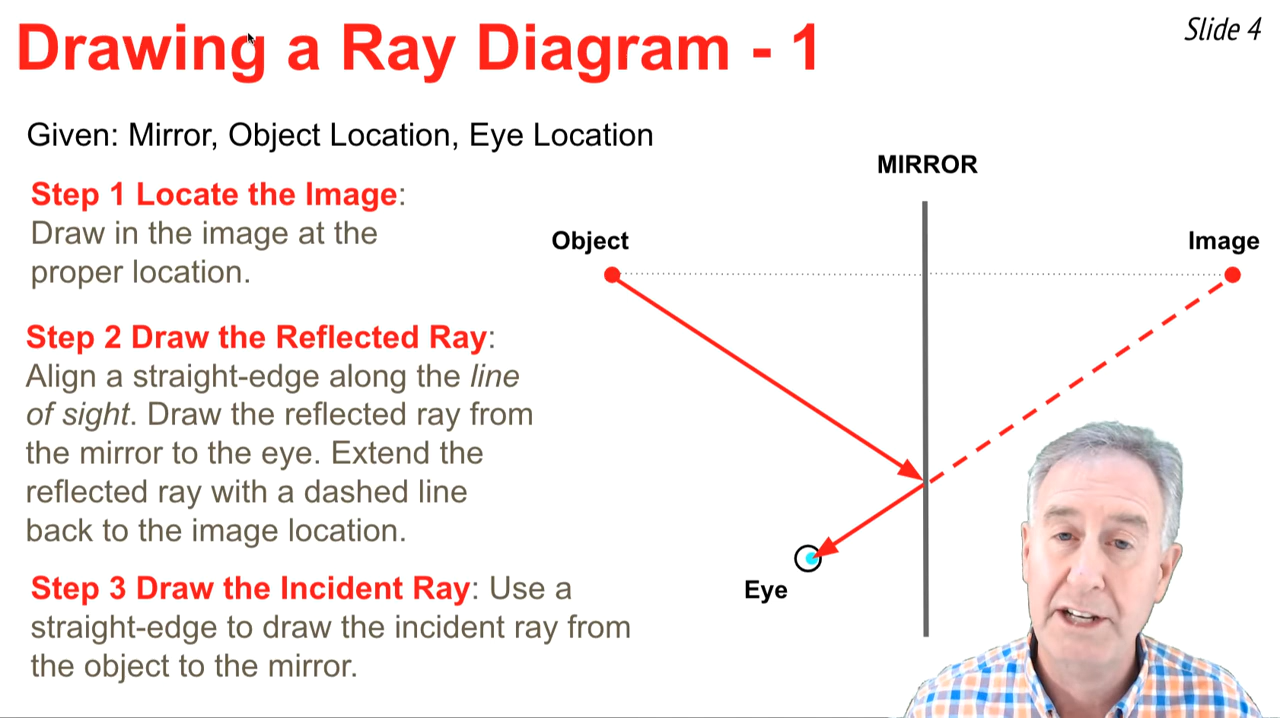 Drawing a Ray Diagram - 1
Slide 4
Given: Mirror, Object Location, Eye Location
Step 1 Locate the Image:
Draw in the image at the
proper location.
Step 2 Draw the Reflected Ray:
Align a straight-edge along the line
of sight. Draw the reflected ray from
the mirror to the eye. Extend the
reflected ray with a dashed line
back to the image location.
Step 3 Draw the Incident Ray: Use a
straight-edge to draw the incident ray from
the object to the mirror.
MIRROR
Object
Image
Eye